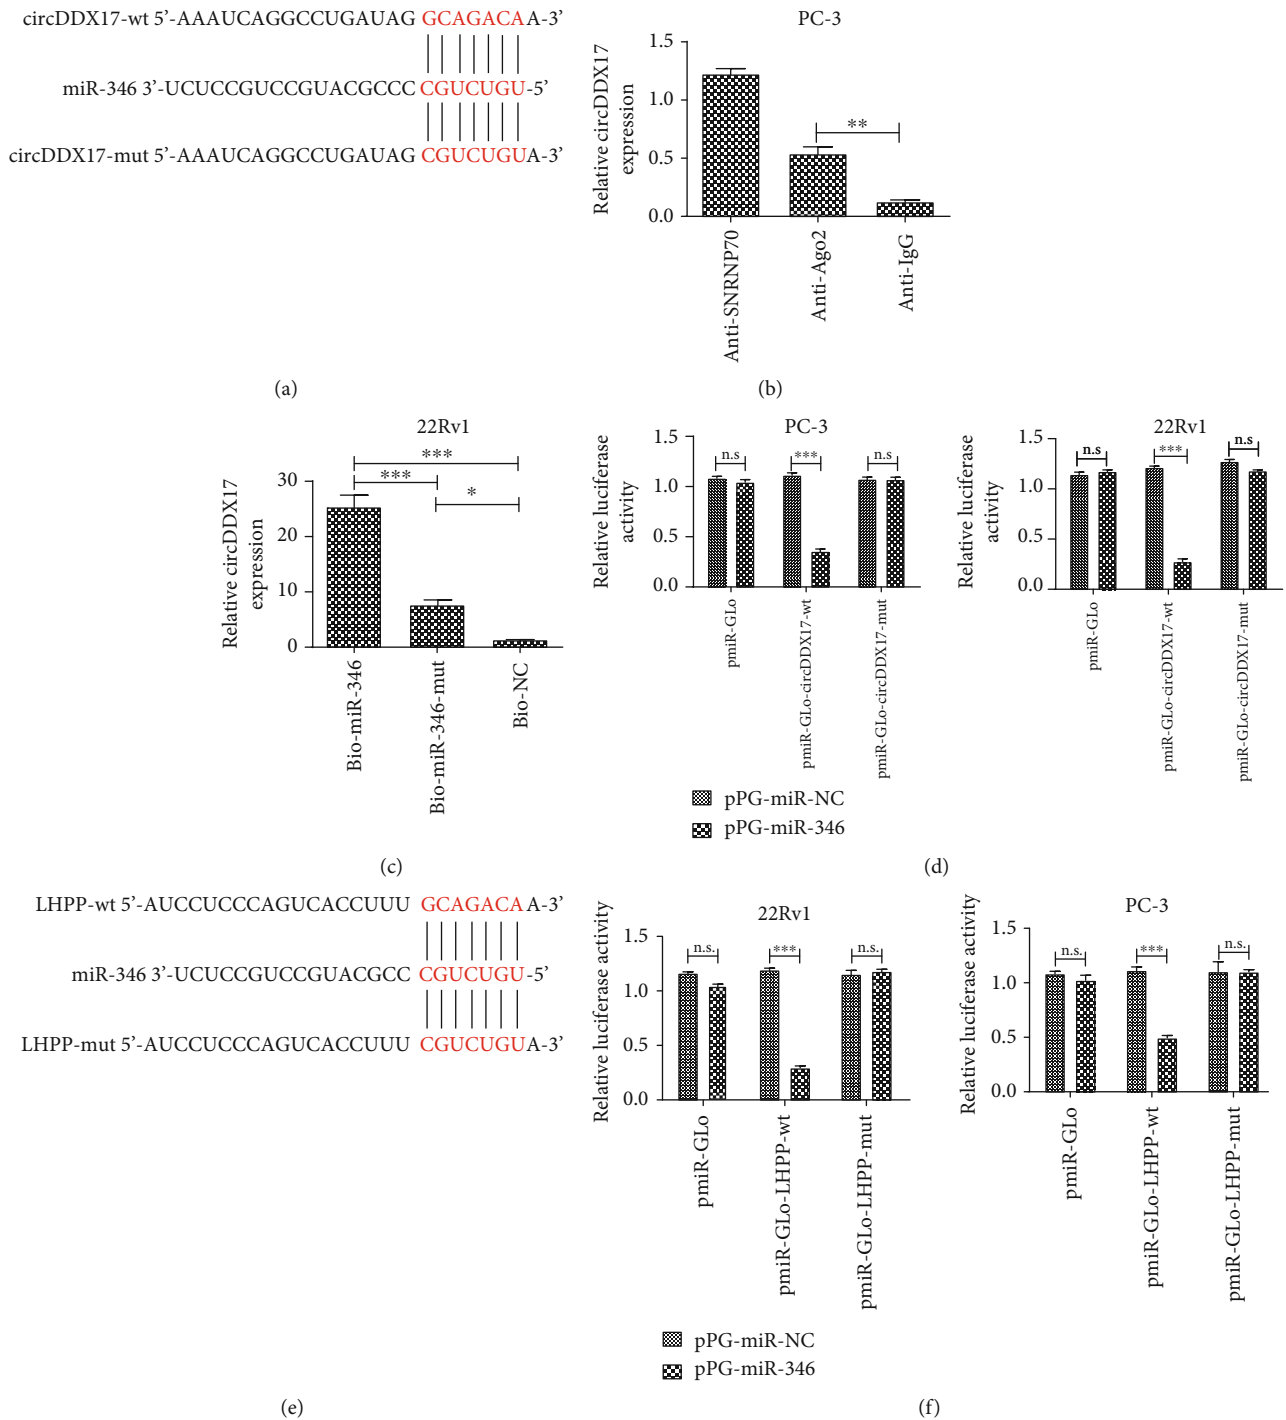 circDDX17-wt 5’-AAAUCAGGCCUGAUAG GCAGACAA-3’
miR-346 3’-UCUCCGUCCGUACGCCC CGUCUGU-5’
circDDX17-mut 5’-AAAUCAGGCCUGAUAG CGUCUGUA-3’
(a)
PC-3
Relative circDDX17
expression
1.5
1.0
0.5
0.0
**
Anti-SNRNP70
Anti-Ago2
Anti-IgG
(b)
22Rv1
Relative circDDX17
expression
30
20
10
0
***
***
*
Bio-miR-346
Bio-miR-346-mut
Bio-NC
(c)
PC-3
Relative luciferase
activity
1.5
1.0
0.5
0.0
n.s
***
n.s
pmiR-GLo
pmiR-GLo-circDDX17-wt
pmiR-GLo-circDDX17-mut
22Rv1
Relative luciferase
activity
1.5
1.0
0.5
0.0
n.s
***
n.s
pmiR-GLo
pmiR-GLo-circDDX17-wt
pmiR-GLo-circDDX17-mut
pPG-miR-NC
pPG-miR-346
(d)
LHPP-wt 5’-AUCCUCCCAGUCACCUUU GCAGACAA-3’
miR-346 3’-UCUCCGUCCGUACGCC CGUCUGU-5’
LHPP-mut 5’-AUCCUCCCAGUCACCUUU CGUCUGUA-3’
(e)
22Rv1
Relative luciferase activity
1.5
1.0
0.5
0.0
n.s.
***
n.s.
pmiR-GLo
pmiR-GLo-LHPP-wt
pmiR-GLo-LHPP-mut
PC-3
Relative luciferase activity
1.5
1.0
0.5
0.0
n.s.
***
n.s.
pmiR-GLo
pmiR-GLo-LHPP-wt
pmiR-GLo-LHPP-mut
pPG-miR-NC
pPG-miR-346
(f)